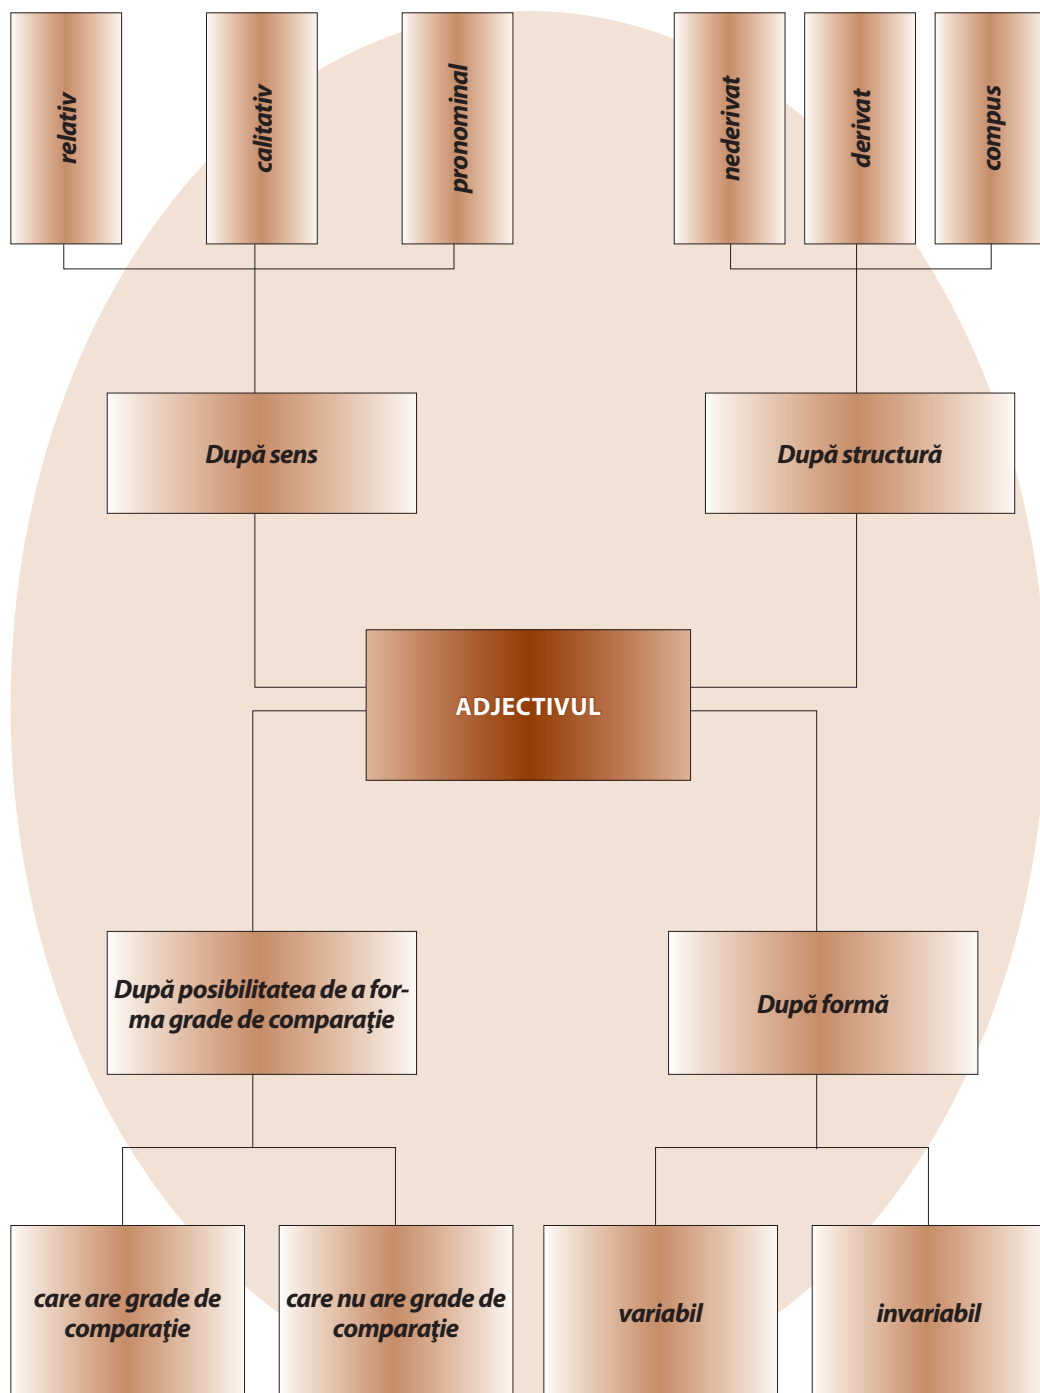 relativ
calitativ
pronominal
nederivat
derivat
compus
După sens
După structură
ADJECTIVUL
După posibilitatea de a for-
ma grade de comparaţie
După formă
care are grade de
comparaţie
care nu are grade de
comparaţie
variabil
invariabil